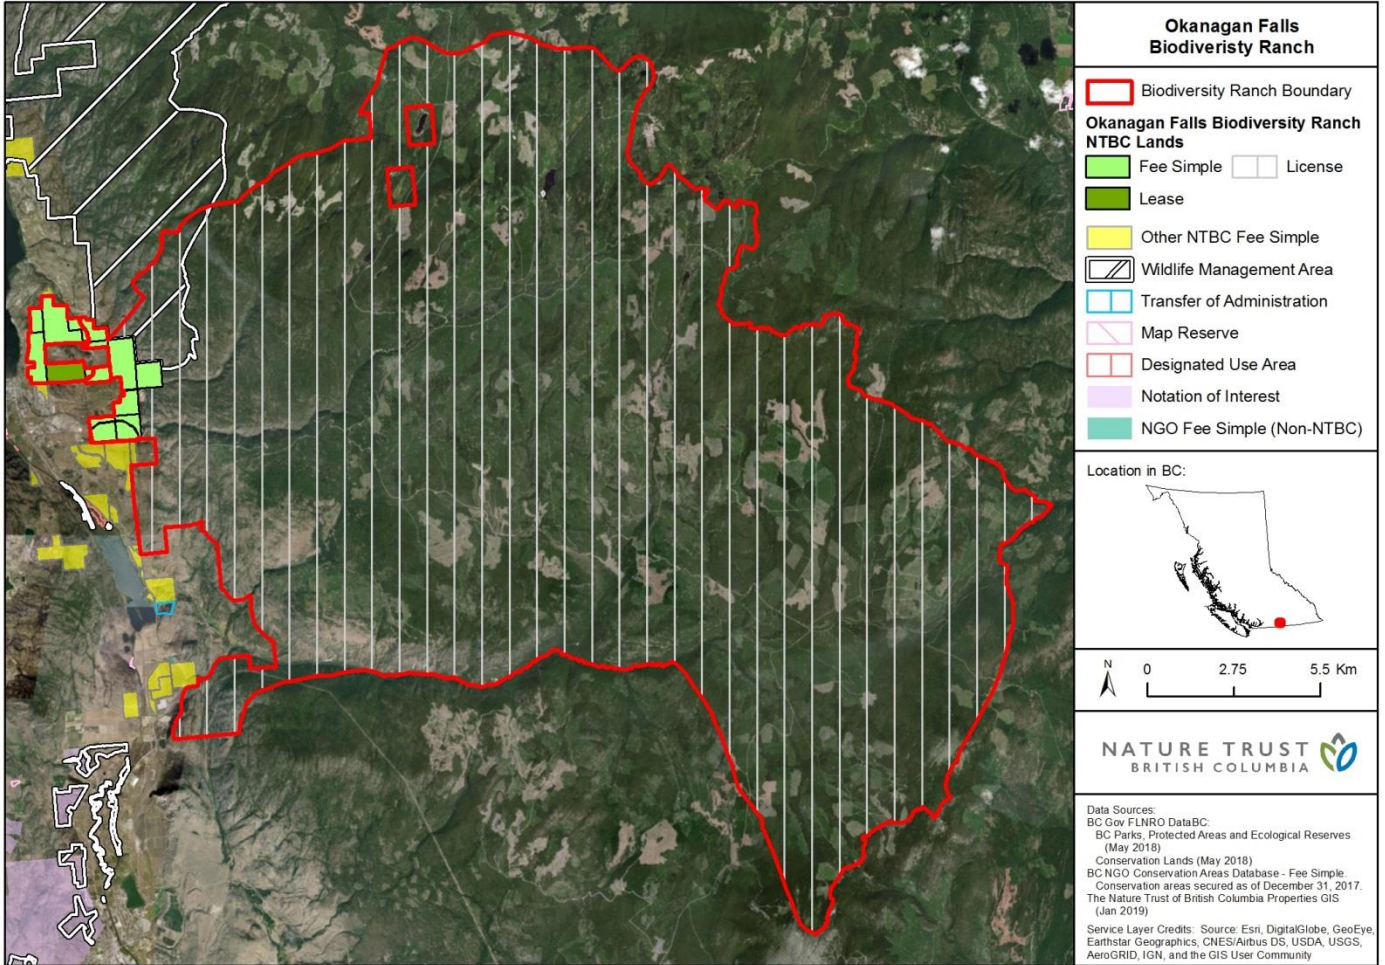 Okanagan Falls
Biodiveristy Ranch
Biodiversity Ranch Boundary
Okanagan Falls Biodiversity Ranch
NTBC Lands
Fee Simple License
Lease
Other NTBC Fee Simple
Wildlife Management Area
Transfer of Administration
Map Reserve
Designated Use Area
Notation of Interest
NGO Fee Simple (Non-NTBC)
Location in BC:
N
0 2.75 5.5 Km
NATURE TRUST
BRITISH COLUMBIA
Data Sources:
BC Gov FLNRO DataBC:
BC Parks, Protected Areas and Ecological Reserves
(May 2018)
Conservation Lands (May 2018)
BC NGO Conservation Areas Database - Fee Simple.
Conservation areas secured as of December 31, 2017.
The Nature Trust of British Columbia Properties GIS
(Jan 2019)
Service Layer Credits: Source: Esri, DigitalGlobe, GeoEye,
Earthstar Geographics, CNES/Airbus DS, USDA, USGS,
AeroGRID, IGN, and the GIS User Community